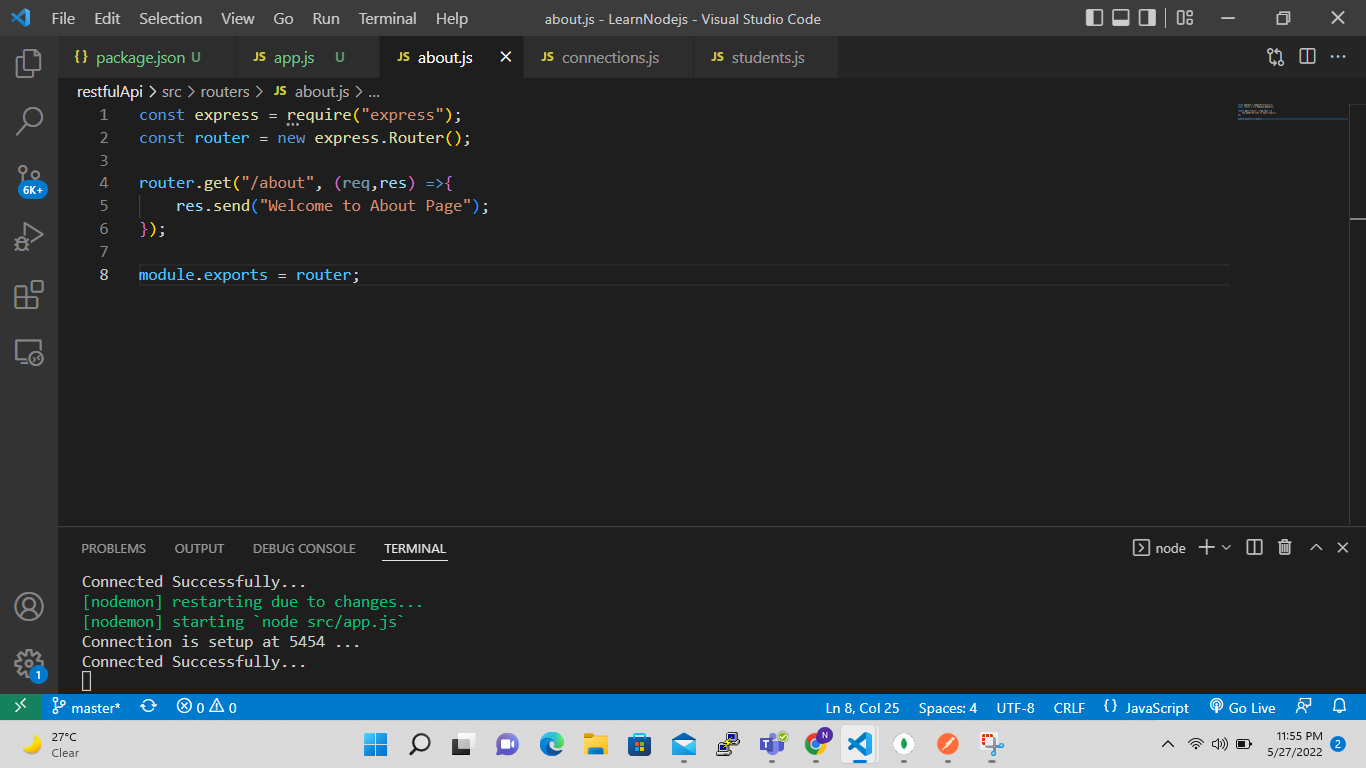 File Edit Selection View Go Run Terminal Help about.js - LearnNodejs - Visual Studio Code
{} package.json U JS app.js U JS about.js JS connections.js JS students.js
restfulApi > src > routers > JS about.js > ...
1 const express = require("express");
2 const router = new express.Router();
3
4 router.get("/about", (req,res) =>{
5 res.send("Welcome to About Page");
6 });
7
8 module.exports = router;
6K+
PROBLEMS OUTPUT DEBUG CONSOLE TERMINAL node
Connected Successfully...
[nodemon] restarting due to changes...
[nodemon] starting `node src/app.js`
Connection is setup at 5454 ...
Connected Successfully...
1
master* 0 0 Ln 8, Col 25 Spaces: 4 UTF-8 CRLF {} JavaScript Go Live
27°C
Clear
N
11:55 PM
5/27/2022
2